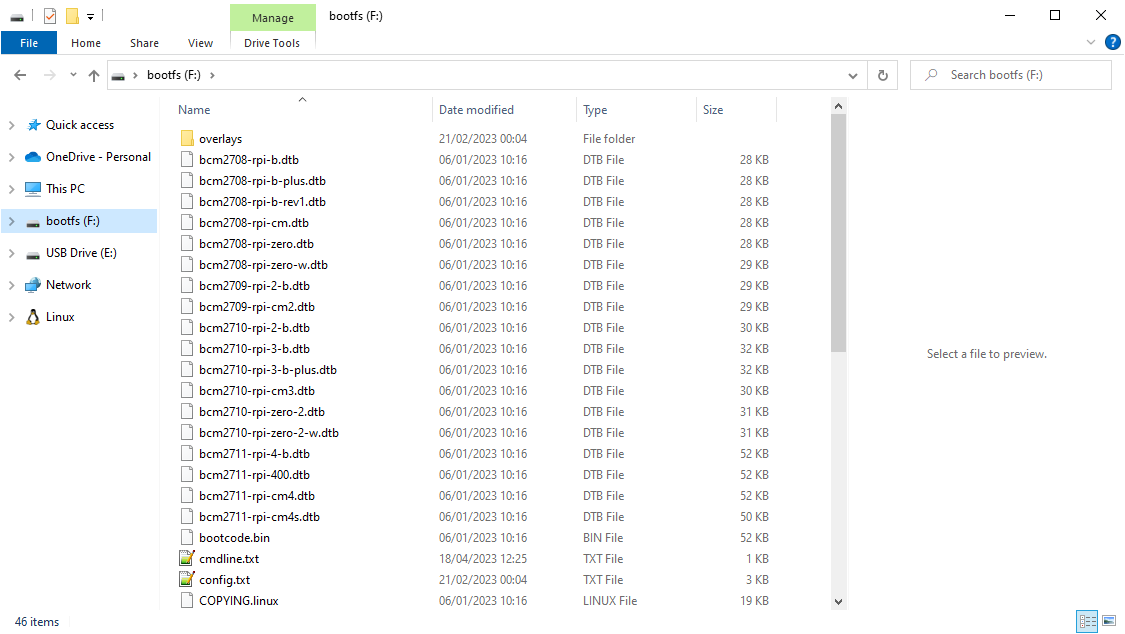 Manage bootfs (F:)
File Home Share View Drive Tools ?
bootfs (F:) Search bootfs (F:)
Name Date modified Type Size
Quick access
OneDrive - Personal
This PC
bootfs (F:)
USB Drive (E:)
Network
Linux
overlays 21/02/2023 00:04 File folder
bcm2708-rpi-b.dtb 06/01/2023 10:16 DTB File 28 KB
bcm2708-rpi-b-plus.dtb 06/01/2023 10:16 DTB File 28 KB
bcm2708-rpi-b-rev1.dtb 06/01/2023 10:16 DTB File 28 KB
bcm2708-rpi-cm.dtb 06/01/2023 10:16 DTB File 28 KB
bcm2708-rpi-zero.dtb 06/01/2023 10:16 DTB File 28 KB
bcm2708-rpi-zero-w.dtb 06/01/2023 10:16 DTB File 29 KB
bcm2709-rpi-2-b.dtb 06/01/2023 10:16 DTB File 29 KB
bcm2709-rpi-cm2.dtb 06/01/2023 10:16 DTB File 29 KB
bcm2710-rpi-2-b.dtb 06/01/2023 10:16 DTB File 30 KB
bcm2710-rpi-3-b.dtb 06/01/2023 10:16 DTB File 32 KB
bcm2710-rpi-3-b-plus.dtb 06/01/2023 10:16 DTB File 32 KB
bcm2710-rpi-cm3.dtb 06/01/2023 10:16 DTB File 30 KB
bcm2710-rpi-zero-2.dtb 06/01/2023 10:16 DTB File 31 KB
bcm2710-rpi-zero-2-w.dtb 06/01/2023 10:16 DTB File 31 KB
bcm2711-rpi-4-b.dtb 06/01/2023 10:16 DTB File 52 KB
bcm2711-rpi-400.dtb 06/01/2023 10:16 DTB File 52 KB
bcm2711-rpi-cm4.dtb 06/01/2023 10:16 DTB File 52 KB
bcm2711-rpi-cm4s.dtb 06/01/2023 10:16 DTB File 50 KB
bootcode.bin 06/01/2023 10:16 BIN File 52 KB
cmdline.txt 18/04/2023 12:25 TXT File 1 KB
config.txt 21/02/2023 00:04 TXT File 3 KB
COPYING.linux 06/01/2023 10:16 LINUX File 19 KB
Select a file to preview.
46 items